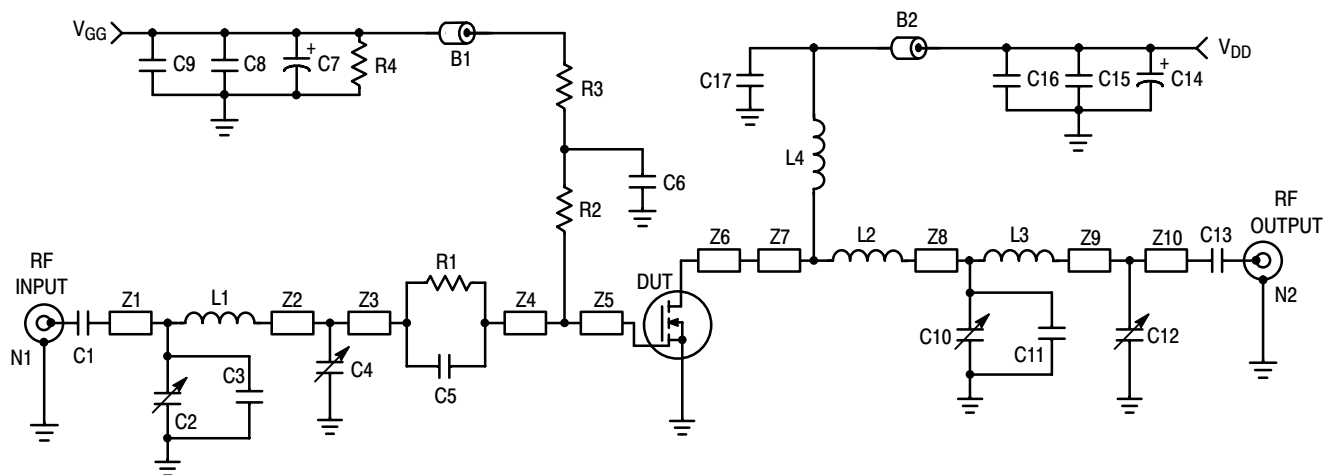 VGG
C9
C8
+
C7
R4
B1
R3
C6
R2
B2
VDD
C17
C16
C15
+
C14
L4
RF
INPUT
N1
C1
Z1
L1
Z2
Z3
R1
C5
Z4
Z5
C2
C3
C4
DUT
Z6
Z7
L2
Z8
L3
Z9
Z10
C13
RF
OUTPUT
N2
C10
C11
C12